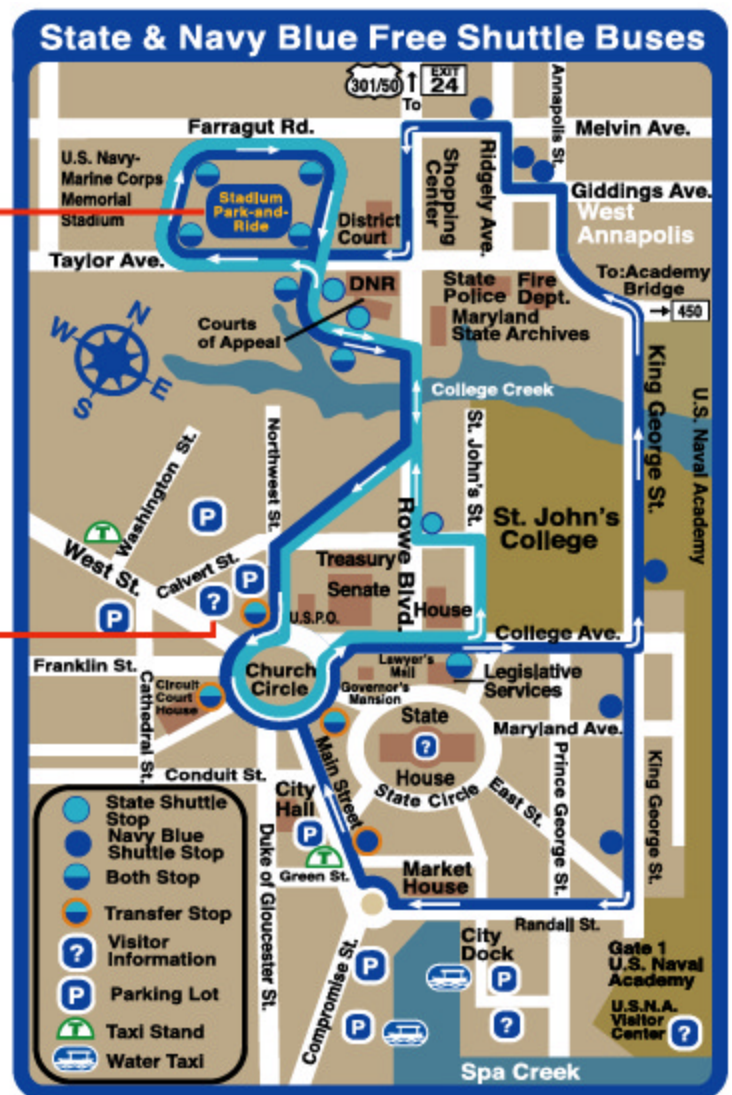 State & Navy Blue Free Shuttle Buses
301/50
To
EXIT
24
Annapolis St.
Farragut Rd.
Melvin Ave.
U.S. Navy-
Marine Corps
Memorial
Stadium
Stadium
Park-and-
Ride
District
Court
Shopping
Center
Ridgely Ave.
Giddings Ave.
West
Annapolis
Taylor Ave.
DNR
State
Police
Fire
Dept.
To:Academy
Bridge
450
Courts
of Appeal
Maryland
State Archives
N
W
E
S
College Creek
King George St.
U.S. Naval Academy
Washington St.
Northwest St.
St. John's St.
Rowe Blvd.
St. John's
College
P
T
West St.
Calvert St.
P
?
P
Treasury
Senate
House
U.S.P.O.
College Ave.
Franklin St.
Church
Circle
Lawyer's
Mall
Governor's
Mansion
Legislative
Services
Circuit
Court
House
Cathedral St.
State
?
House
State Circle
Maryland Ave.
Main Street
East St.
Prince George St.
King George St.
Conduit St.
City
Hall
P
T
Green St.
Duke of Gloucester St.
Market
House
Randall St.
Compromise St.
P
P
City
Dock
P
?
Gate 1
U.S. Naval
Academy
U.S.N.A.
Visitor
Center
?
Spa Creek
State Shuttle
Stop
Navy Blue
Shuttle Stop
Both Stop
Transfer Stop
?
Visitor
Information
P
Parking Lot
T
Taxi Stand
Water Taxi